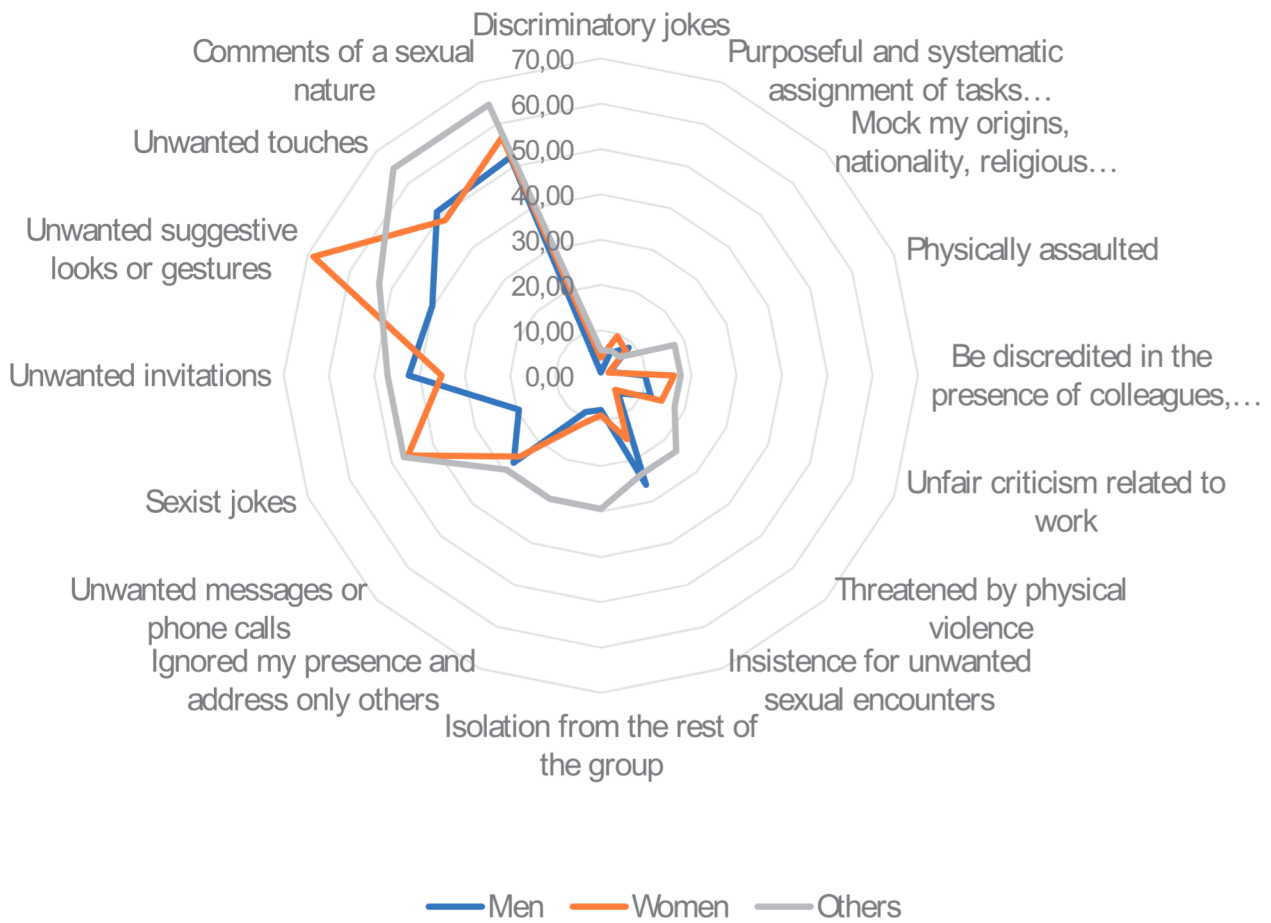 Discriminatory jokes
Purposeful and systematic
assignment of tasks…
Mock my origins,
nationality, religious…
Physically assaulted
Be discredited in the
presence of colleagues,…
Unfair criticism related to
work
Threatened by physical
violence
Insistence for unwanted
sexual encounters
Isolation from the rest of
the group
Ignored my presence and
address only others
Unwanted messages or
phone calls
Sexist jokes
Unwanted invitations
Unwanted suggestive
looks or gestures
Unwanted touches
Comments of a sexual
nature
70,00
60,00
50,00
40,00
30,00
20,00
10,00
0,00
Men
Women
Others